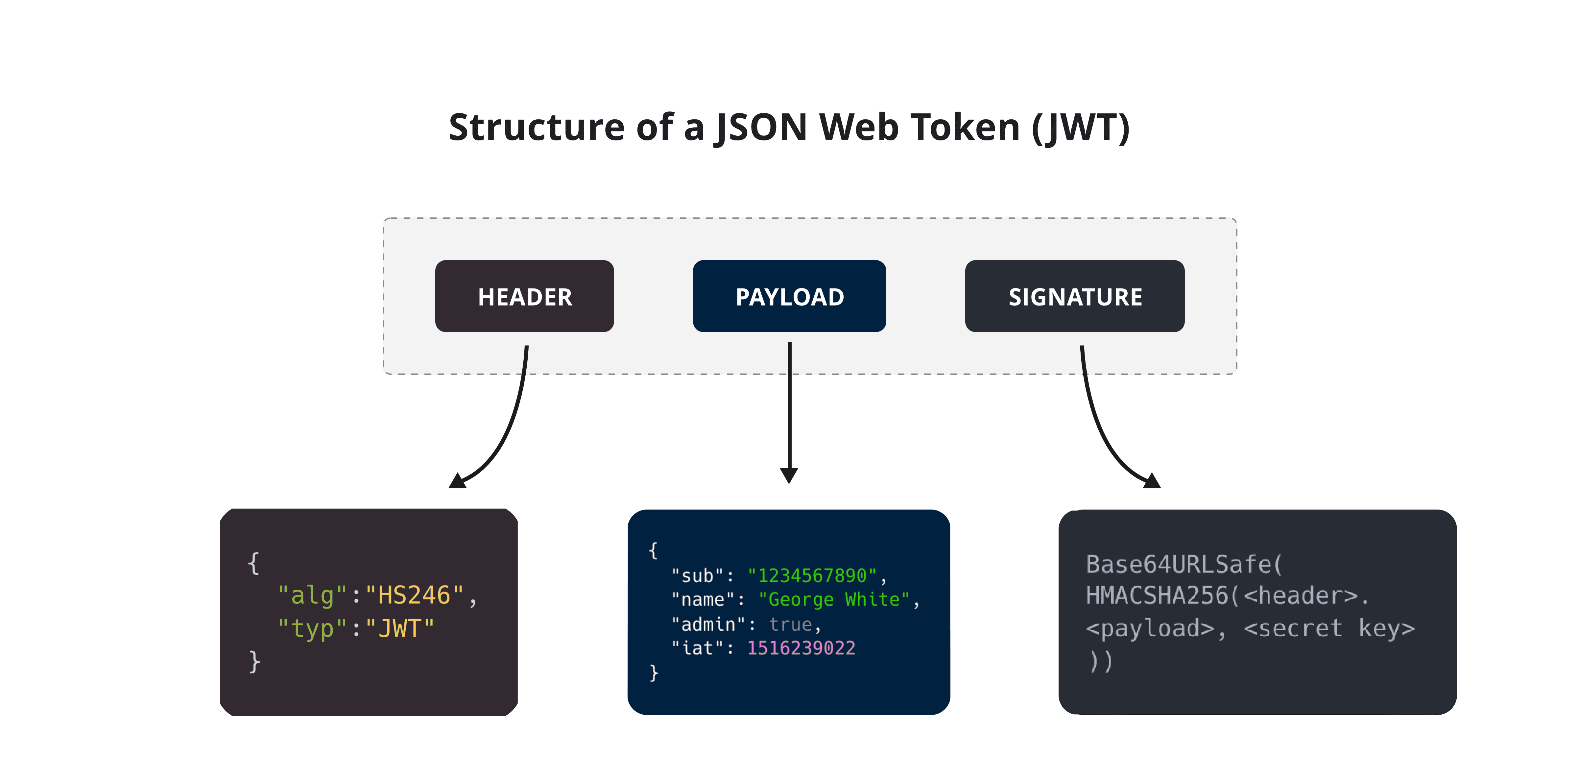 Structure of a JSON Web Token (JWT)
HEADER
PAYLOAD
SIGNATURE
{
"alg":"HS246",
"typ":"JWT"
}
{
"sub": "1234567890",
"name": "George White",
"admin": true,
"iat": 1516239022
}
Base64URLSafe(
HMACSHA256(<header>.
<payload>, <secret key>
))